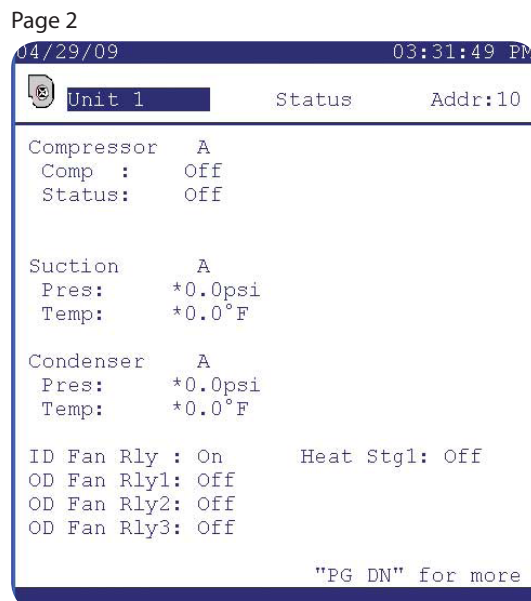 Page 2
04/29/09 03:31:49 PM
Unit 1 Status Addr:10
Compressor A
Comp : Off
Status: Off
Suction A
Pres: *0.0psi
Temp: *0.0°F
Condenser A
Pres: *0.0psi
Temp: *0.0°F
ID Fan Rly : On Heat Stg1: Off
OD Fan Rly1: Off
OD Fan Rly2: Off
OD Fan Rly3: Off
"PG DN" for more